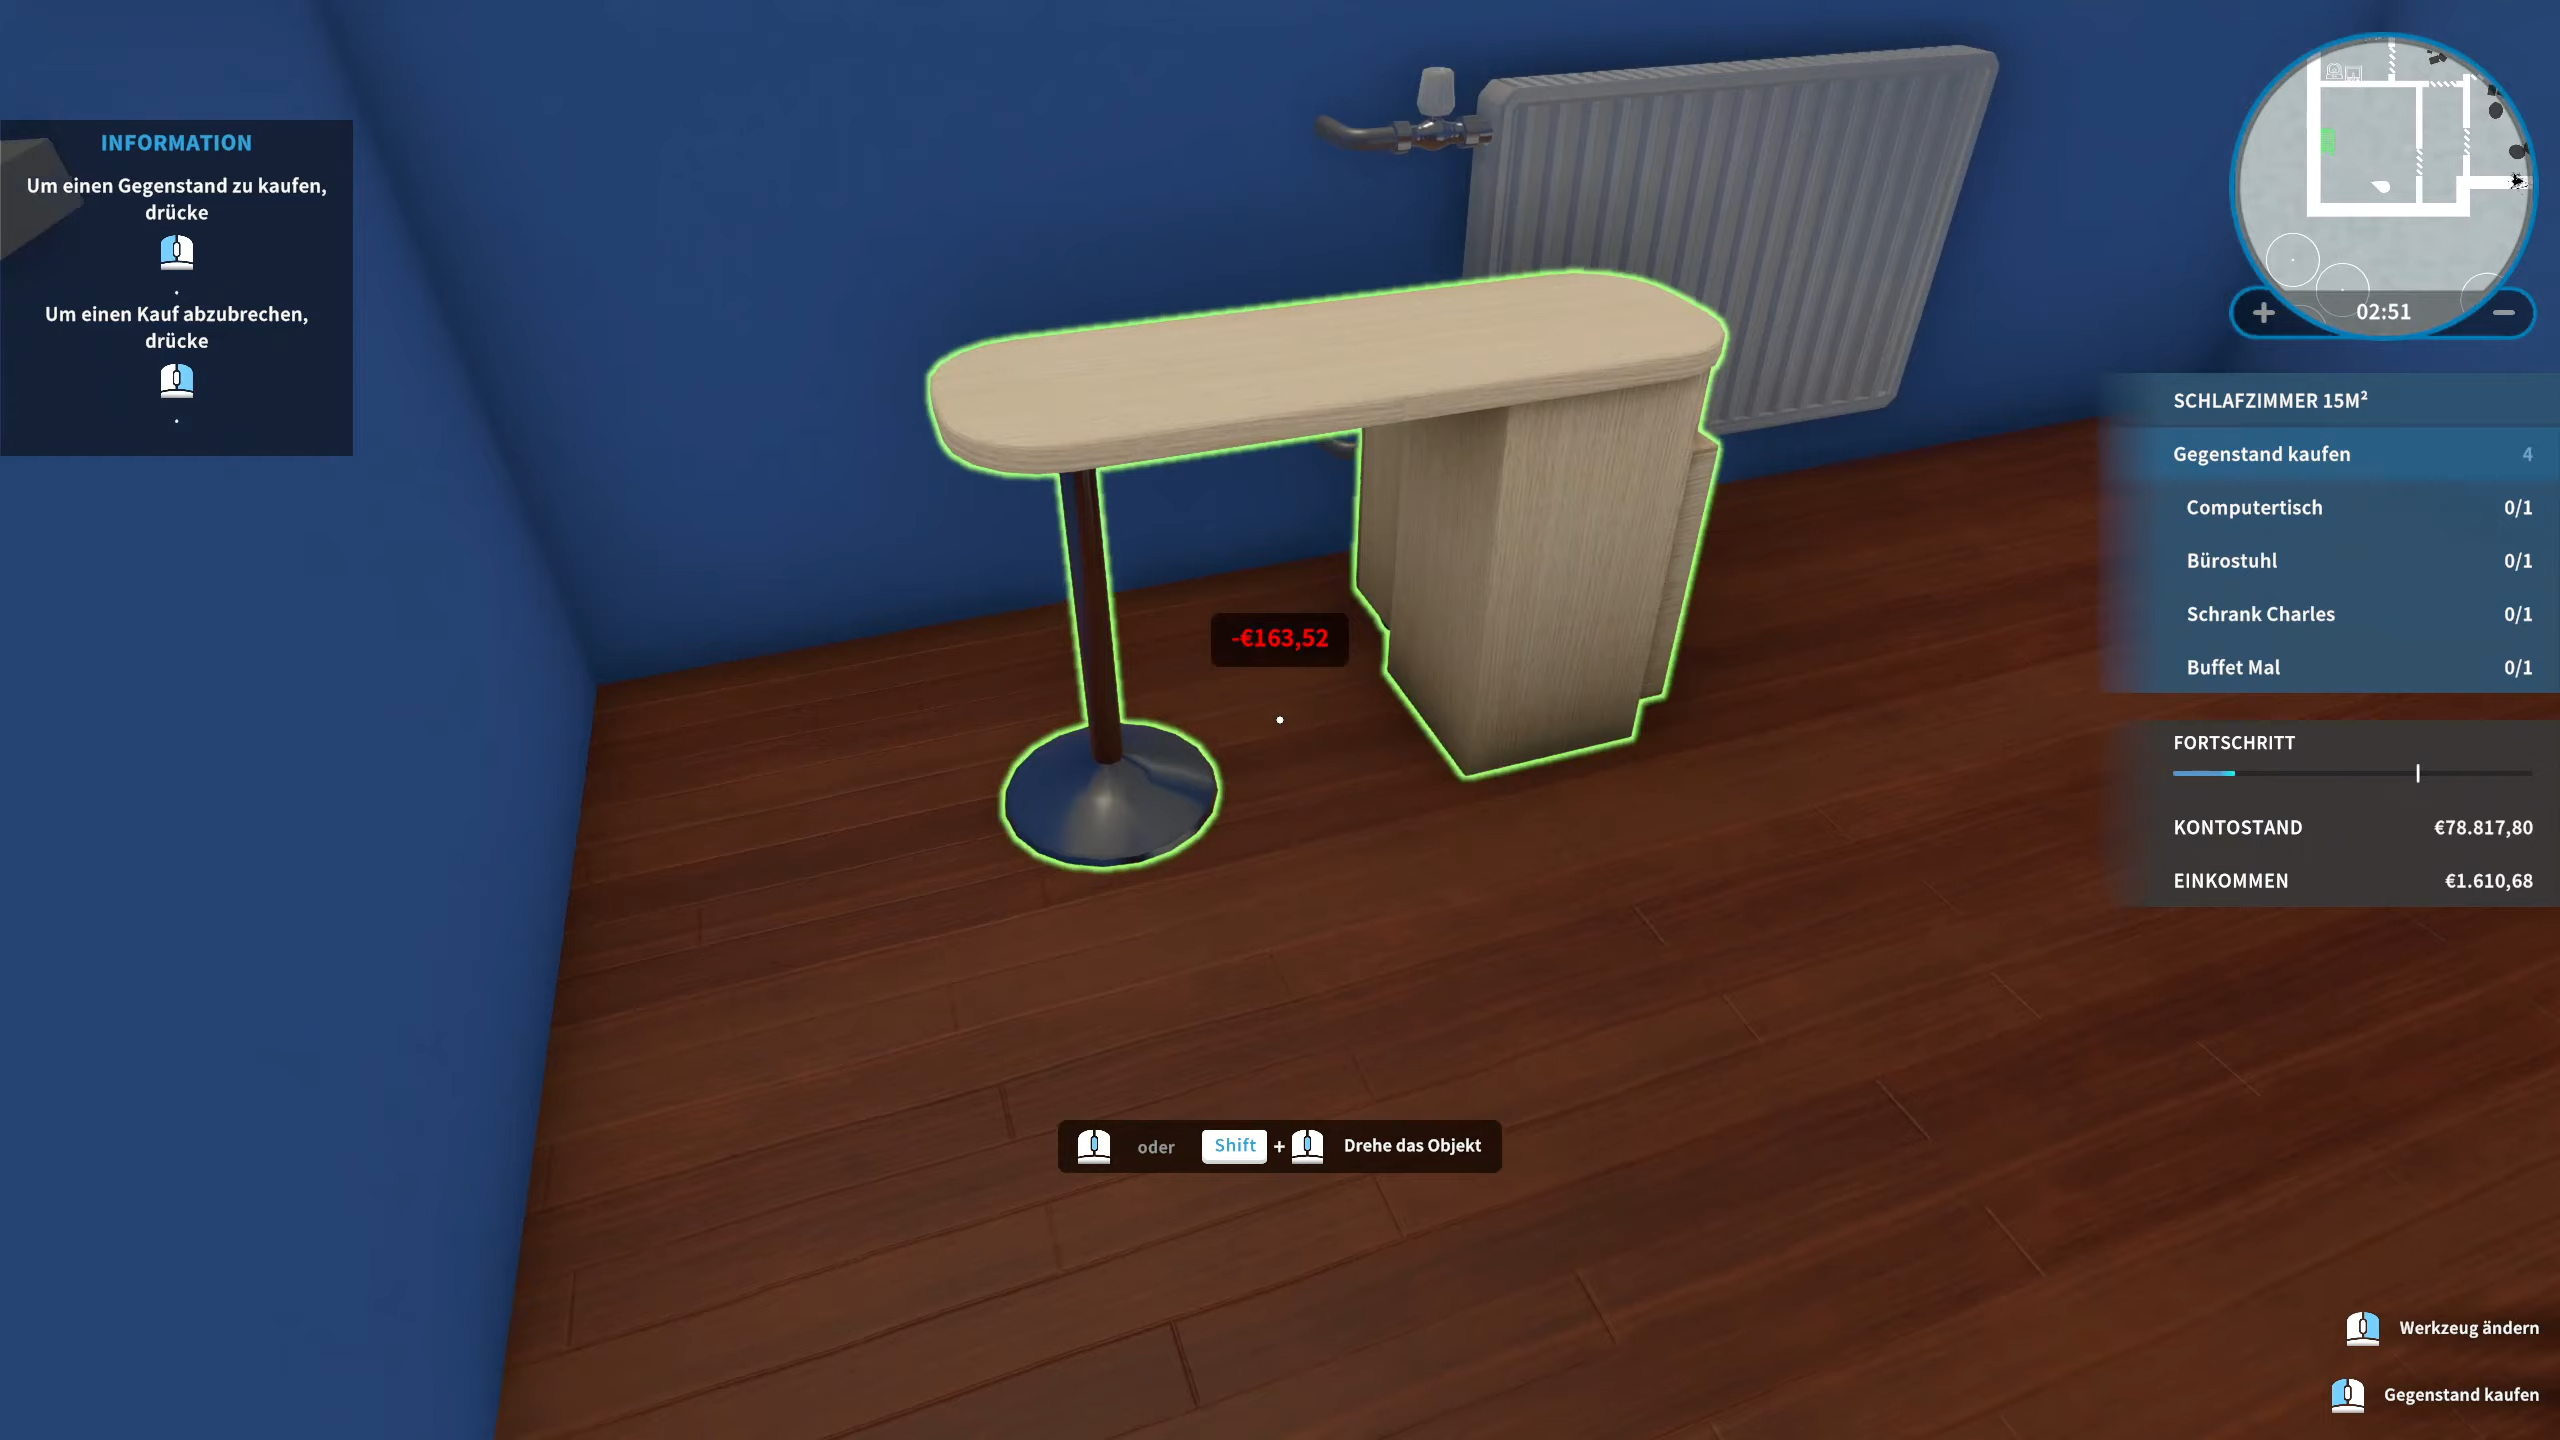 INFORMATION
Um einen Gegenstand zu kaufen,
drücke
.
Um einen Kauf abzubrechen,
drücke
.
02:51
SCHLAFZIMMER 15M²
Gegenstand kaufen 4
Computertisch 0/1
Bürostuhl 0/1
Schrank Charles 0/1
Buffet Mal 0/1
-€163,52
FORTSCHRITT
KONTOSTAND €78.817,80
EINKOMMEN €1.610,68
oder Shift + Drehe das Objekt
Werkzeug ändern
Gegenstand kaufen